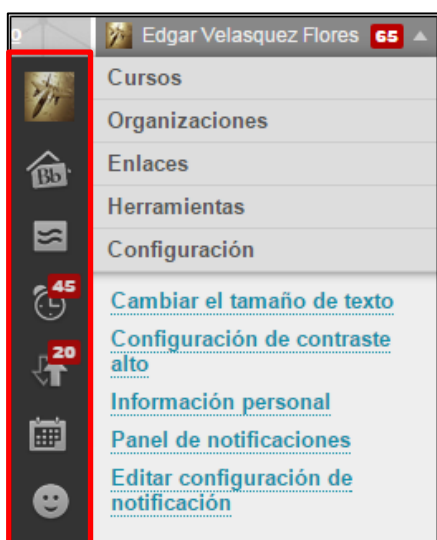 Edgar Velasquez Flores 65
Cursos
Organizaciones
Bb
Enlaces
Herramientas
Configuración
45
Cambiar el tamaño de texto
Configuración de contraste
alto
20
Información personal
Panel de notificaciones
Editar configuración de
notificación